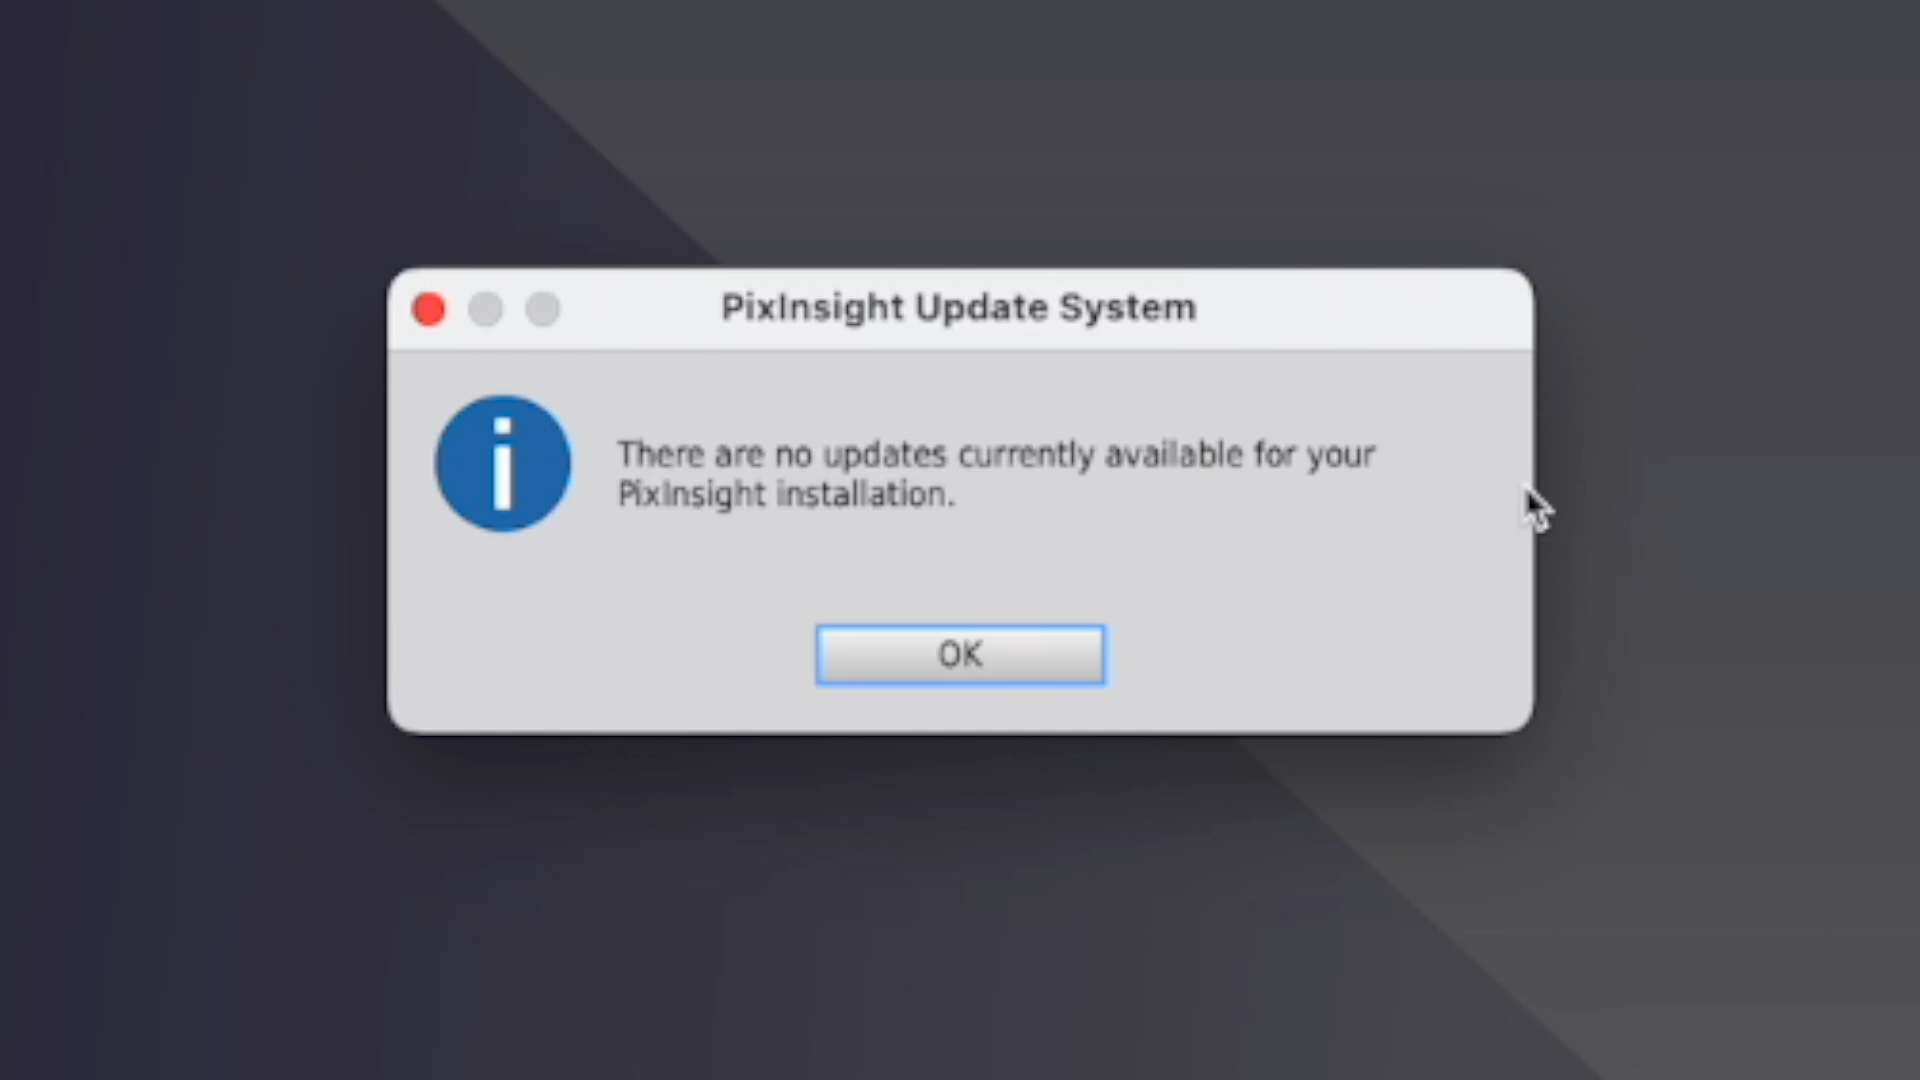 PixInsight Update System
There are no updates currently available for your
PixInsight installation.
OK